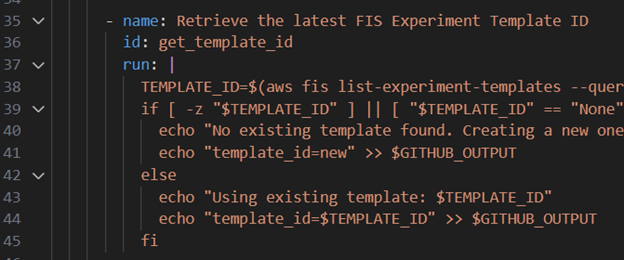 35 - name: Retrieve the latest FIS Experiment Template ID
36 id: get_template_id
37 run: |
38 TEMPLATE_ID=$(aws fis list-experiment-templates --quer
39 if [ -z "$TEMPLATE_ID" ] || [ "$TEMPLATE_ID" == "None"
40 echo "No existing template found. Creating a new one
41 echo "template_id=new" >> $GITHUB_OUTPUT
42 else
43 echo "Using existing template: $TEMPLATE_ID"
44 echo "template_id=$TEMPLATE_ID" >> $GITHUB_OUTPUT
45 fi